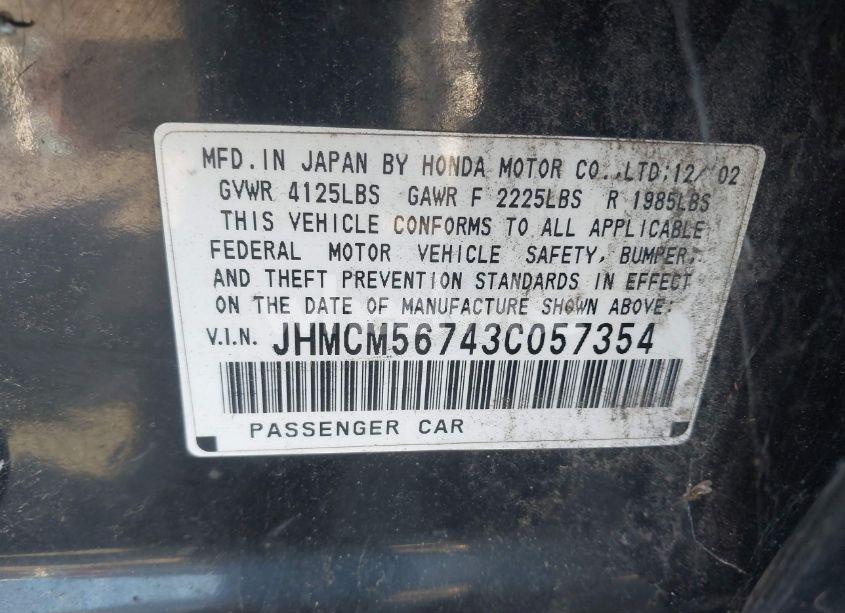 MFD. IN JAPAN BY HONDA MOTOR CO., LTD; 12/ 02
GVWR 4125LBS GAWR F 2225LBS R 1985LBS
THIS VEHICLE CONFORMS TO ALL APPLICABLE
FEDERAL MOTOR VEHICLE SAFETY, BUMPER,
AND THEFT PREVENTION STANDARDS IN EFFECT
ON THE DATE OF MANUFACTURE SHOWN ABOVE:
V.I.N. JHMCM56743C057354
PASSENGER CAR